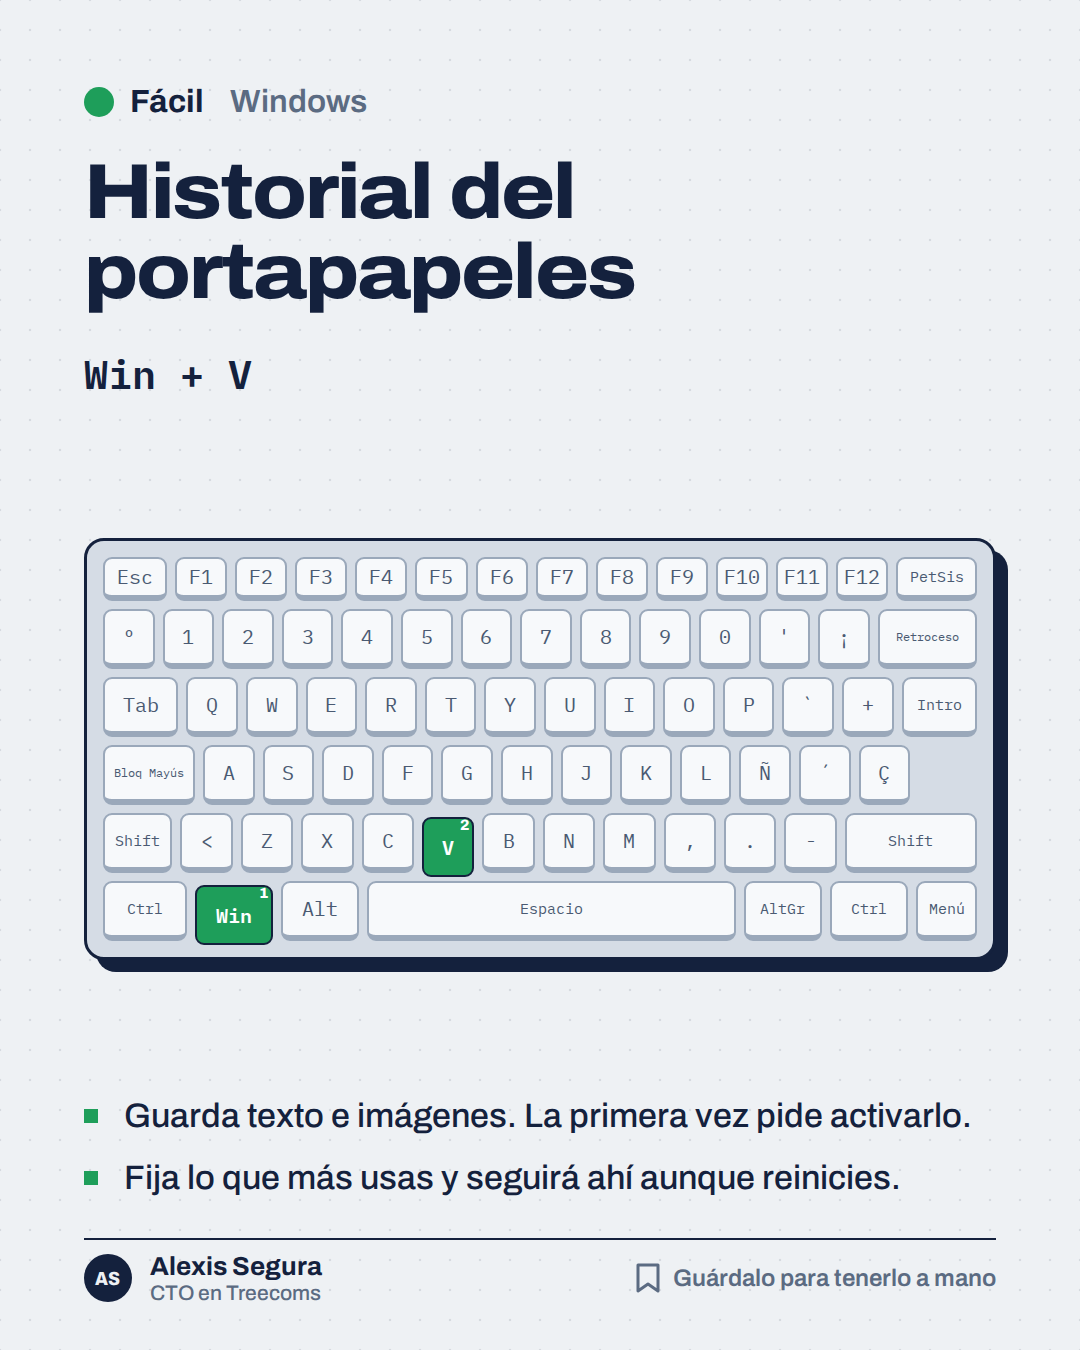 Fácil Windows
Historial del
portapapeles
Win + V
Esc F1 F2 F3 F4 F5 F6 F7 F8 F9 F10 F11 F12 PetSis
º 1 2 3 4 5 6 7 8 9 0 ' ¡ Retroceso
Tab Q W E R T Y U I O P ` + Intro
Bloq Mayús A S D F G H J K L Ñ ´ Ç
Shift < Z X C V 2 B N M , . - Shift
Ctrl Win 1 Alt Espacio AltGr Ctrl Menú
Guarda texto e imágenes. La primera vez pide activarlo.
Fija lo que más usas y seguirá ahí aunque reinicies.
AS Alexis Segura
CTO en Treecoms
Guárdalo para tenerlo a mano